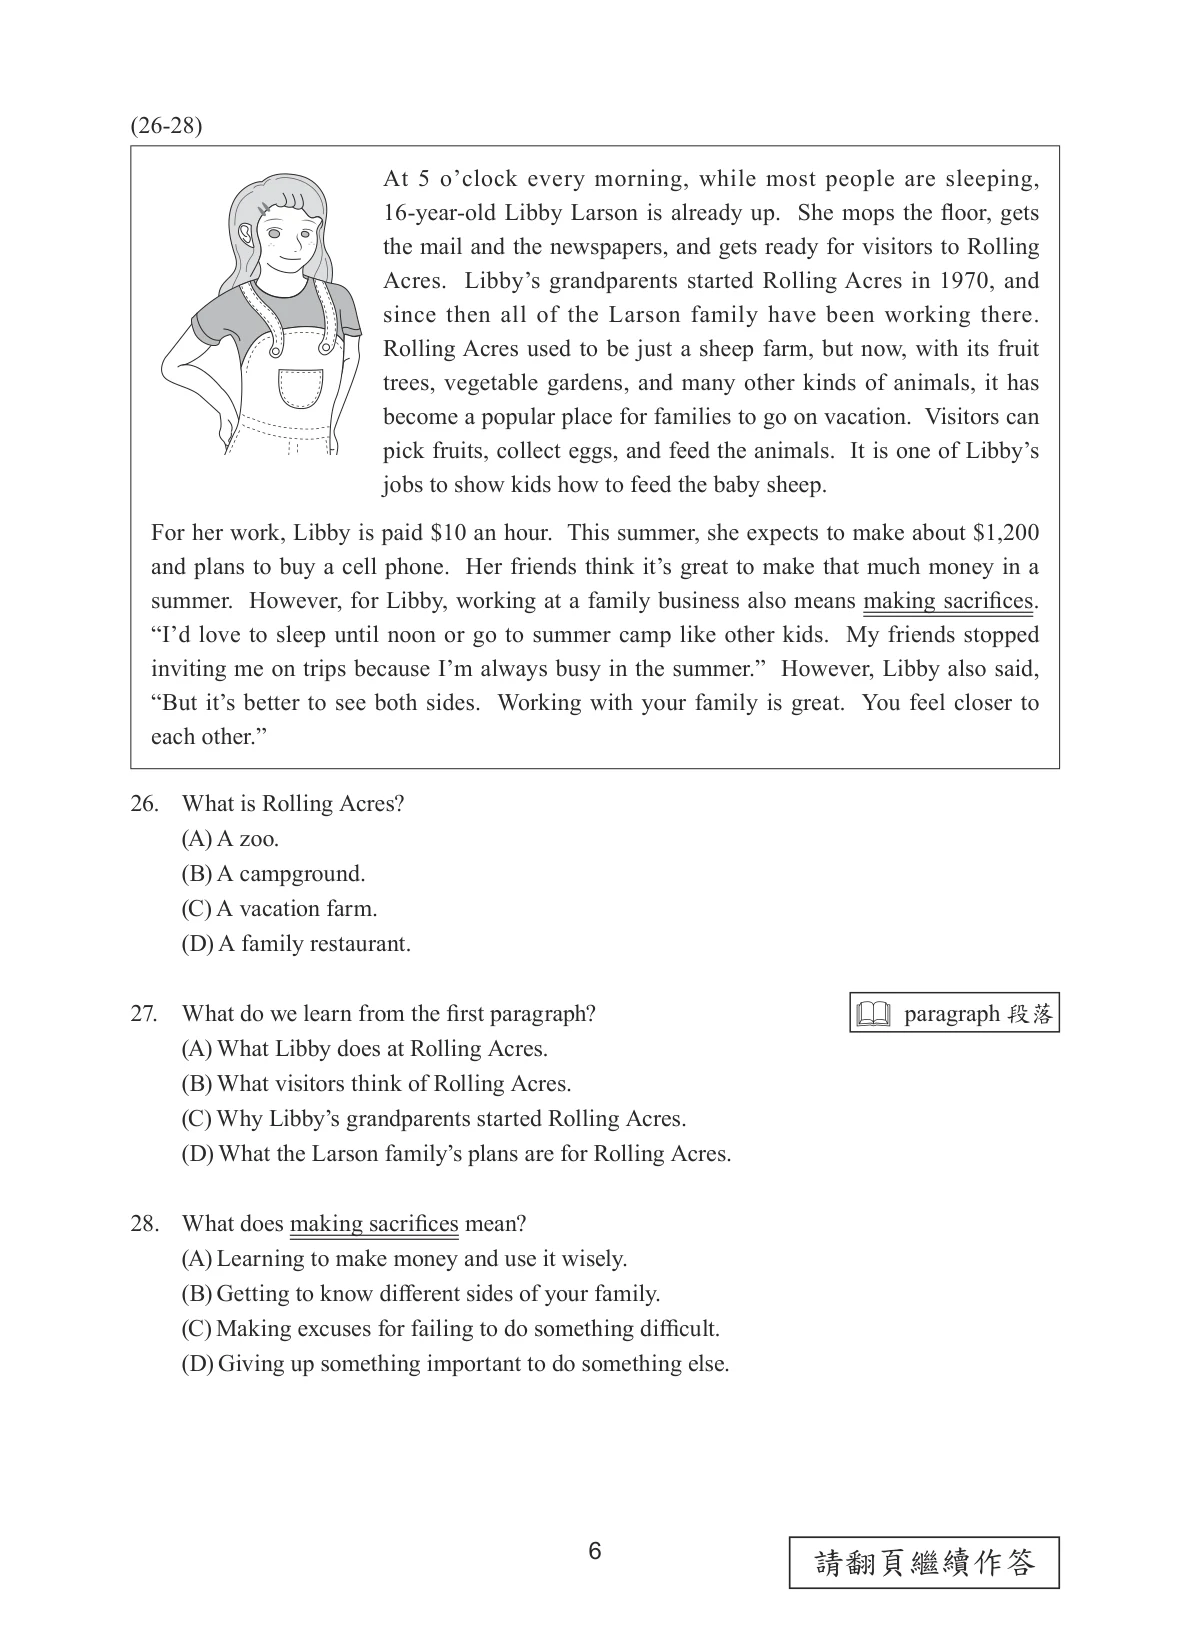 (26-28)
At 5 o’clock every morning, while most people are sleeping,
16-year-old Libby Larson is already up.  She mops the floor, gets
the mail and the newspapers, and gets ready for visitors to Rolling
Acres.  Libby’s grandparents started Rolling Acres in 1970, and
since then all of the Larson family have been working there.
Rolling Acres used to be just a sheep farm, but now, with its fruit
trees, vegetable gardens, and many other kinds of animals, it has
become a popular place for families to go on vacation.  Visitors can
pick fruits, collect eggs, and feed the animals.  It is one of Libby’s
jobs to show kids how to feed the baby sheep.
For her work, Libby is paid $10 an hour.  This summer, she expects to make about $1,200
and plans to buy a cell phone.  Her friends think it’s great to make that much money in a
summer.  However, for Libby, working at a family business also means making sacrifices.
“I’d love to sleep until noon or go to summer camp like other kids.  My friends stopped
inviting me on trips because I’m always busy in the summer.”  However, Libby also said,
“But it’s better to see both sides.  Working with your family is great.  You feel closer to
each other.”
26. What is Rolling Acres?
(A) A zoo.
(B) A campground.
(C) A vacation farm.
(D) A family restaurant.
27. What do we learn from the first paragraph?
paragraph 段落
(A) What Libby does at Rolling Acres.
(B) What visitors think of Rolling Acres.
(C) Why Libby’s grandparents started Rolling Acres.
(D) What the Larson family’s plans are for Rolling Acres.
28. What does making sacrifices mean?
(A) Learning to make money and use it wisely.
(B) Getting to know different sides of your family.
(C) Making excuses for failing to do something difficult.
(D) Giving up something important to do something else.
6
請翻頁繼續作答